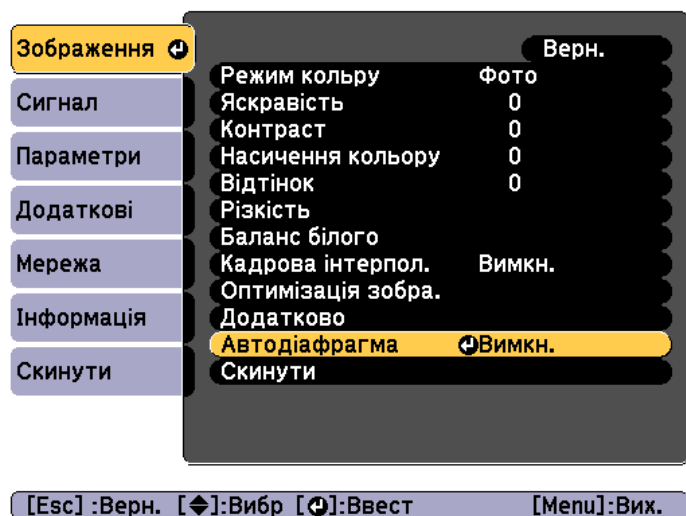 Зображення
Сигнал
Параметри
Додаткові
Мережа
Інформація
Скинути
Верн.
Режим кольру Фото
Яскравість 0
Контраст 0
Насичення кольору 0
Відтінок 0
Різкість
Баланс білого
Кадрова інтерпол. Вимкн.
Оптимізація зобра.
Додатково
Автодіафрагма Вимкн.
Скинути
[Esc] :Верн. [◆]:Вибр [↵]:Ввест [Menu]:Вих.